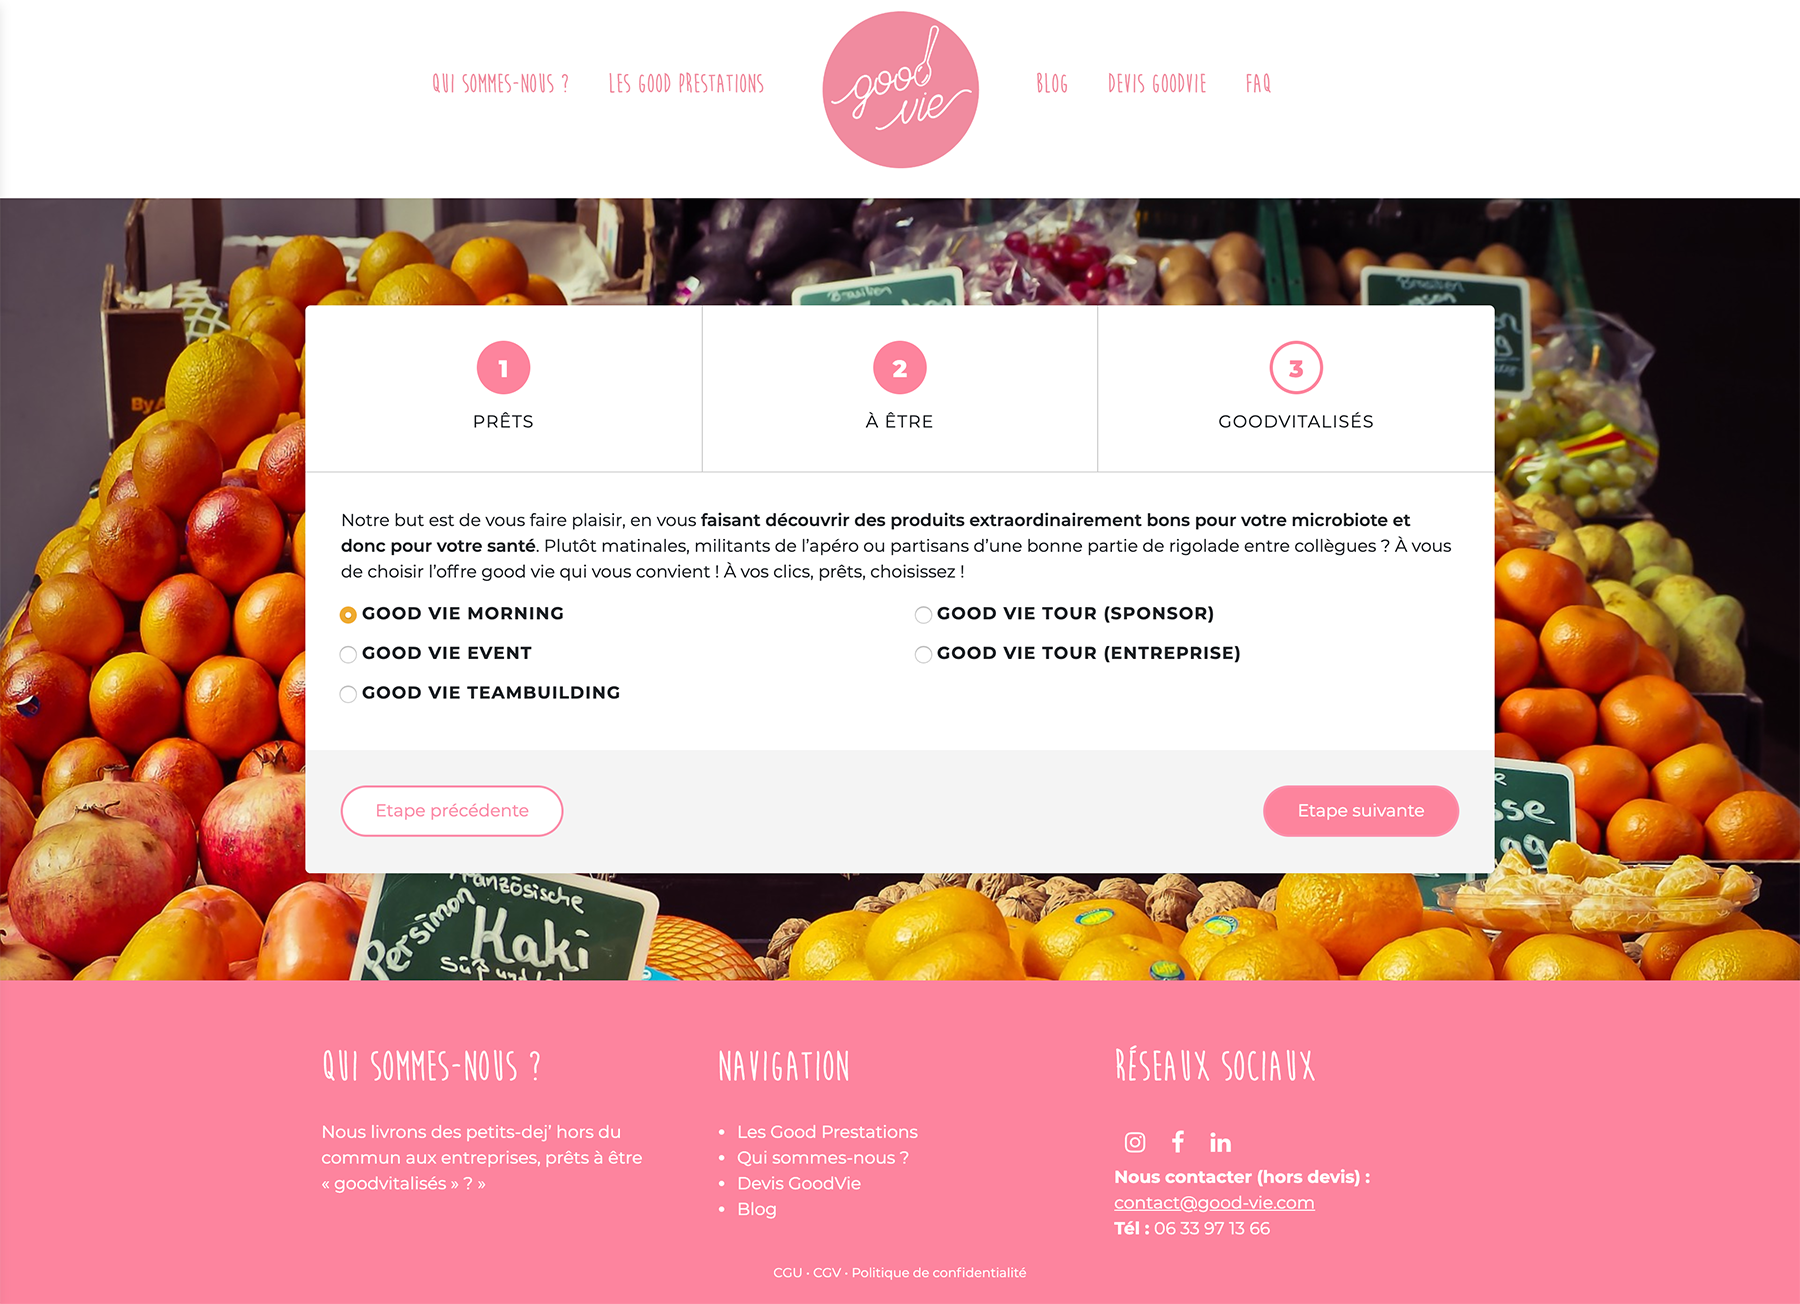 QUI SOMMES-NOUS ?
LES GOOD PRESTATIONS
good
vie
BLOG
DEVIS GOODVIE
FAQ
By
1
2
3
PRÊTS
À ÊTRE
GOODVITALISÉS
Notre but est de vous faire plaisir, en vous faisant découvrir des produits extraordinairement bons pour votre microbiote et
donc pour votre santé. Plutôt matinales, militants de l’apéro ou partisans d’une bonne partie de rigolade entre collègues ? À vous
de choisir l’offre good vie qui vous convient ! À vos clics, prêts, choisissez !
GOOD VIE MORNING
GOOD VIE TOUR (SPONSOR)
GOOD VIE EVENT
GOOD VIE TOUR (ENTREPRISE)
GOOD VIE TEAMBUILDING
Etape précédente
Etape suivante
Französische
Persimon
Kaki
QUI SOMMES-NOUS ?
Nous livrons des petits-dej’ hors du
commun aux entreprises, prêts à être
« goodvitalisés » ? »
NAVIGATION
• Les Good Prestations
• Qui sommes-nous ?
• Devis GoodVie
• Blog
RÉSEAUX SOCIAUX
Nous contacter (hors devis) :
contact@good-vie.com
Tél : 06 33 97 13 66
CGU • CGV • Politique de confidentialité